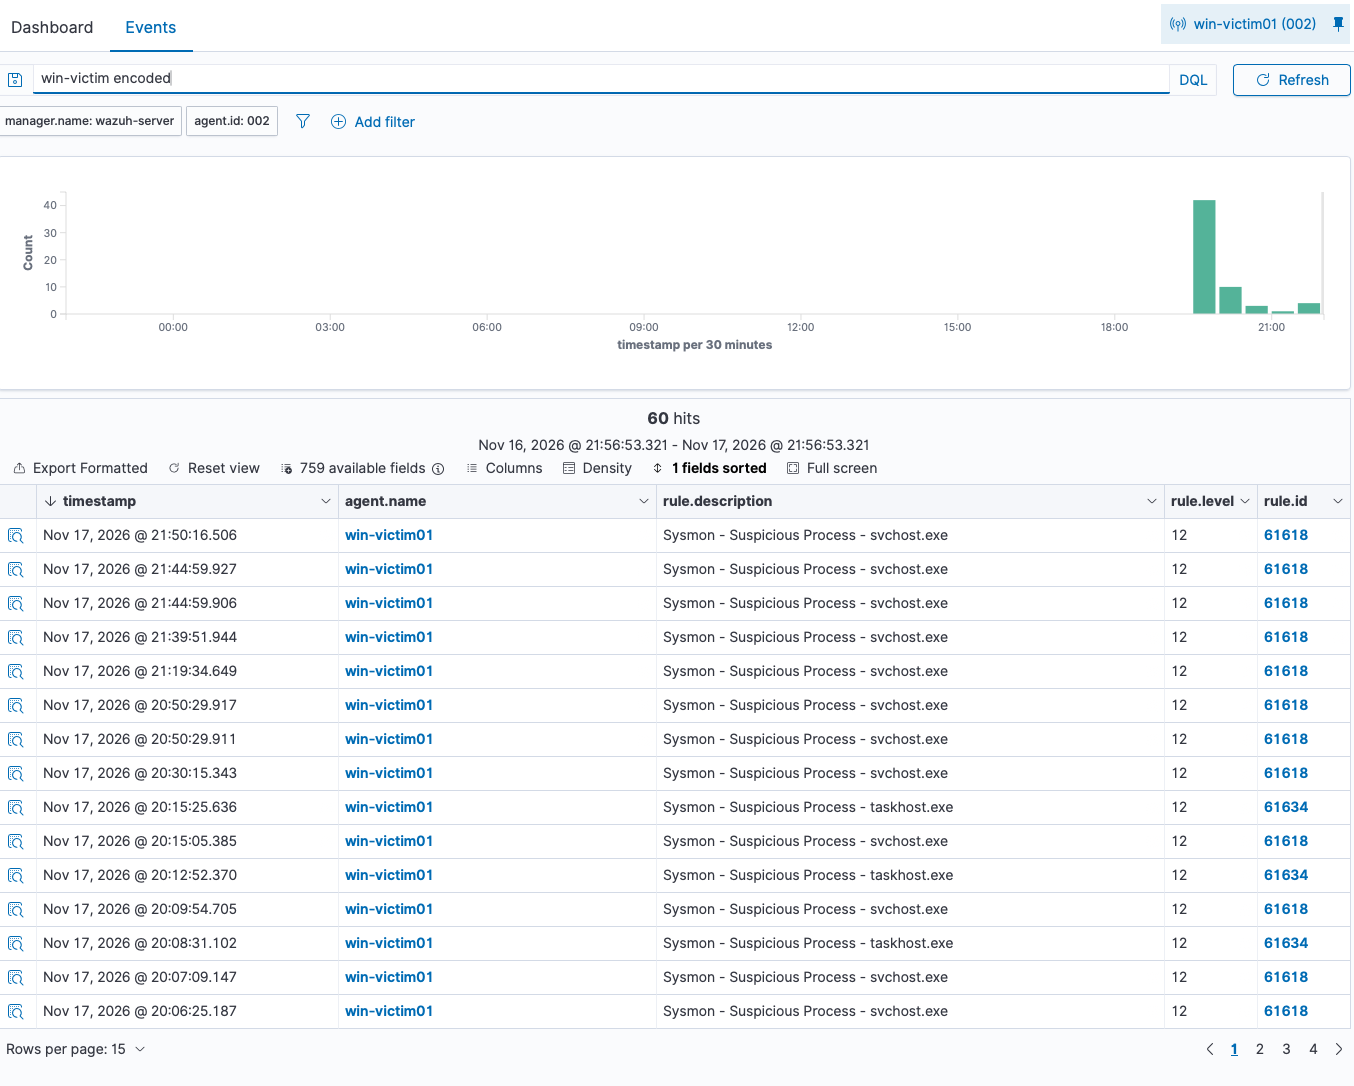 Dashboard Events win-victim01 (002)
win-victim encoded DQL Refresh
manager.name: wazuh-server agent.id: 002 Add filter
40
30
20
10
0
Count
00:00 03:00 06:00 09:00 12:00 15:00 18:00 21:00
timestamp per 30 minutes
60 hits
Nov 16, 2026 @ 21:56:53.321 - Nov 17, 2026 @ 21:56:53.321
Export Formatted Reset view 759 available fields Columns Density 1 fields sorted Full screen
timestamp agent.name rule.description rule.level rule.id
Nov 17, 2026 @ 21:50:16.506 win-victim01 Sysmon - Suspicious Process - svchost.exe 12 61618
Nov 17, 2026 @ 21:44:59.927 win-victim01 Sysmon - Suspicious Process - svchost.exe 12 61618
Nov 17, 2026 @ 21:44:59.906 win-victim01 Sysmon - Suspicious Process - svchost.exe 12 61618
Nov 17, 2026 @ 21:39:51.944 win-victim01 Sysmon - Suspicious Process - svchost.exe 12 61618
Nov 17, 2026 @ 21:19:34.649 win-victim01 Sysmon - Suspicious Process - svchost.exe 12 61618
Nov 17, 2026 @ 20:50:29.917 win-victim01 Sysmon - Suspicious Process - svchost.exe 12 61618
Nov 17, 2026 @ 20:50:29.911 win-victim01 Sysmon - Suspicious Process - svchost.exe 12 61618
Nov 17, 2026 @ 20:30:15.343 win-victim01 Sysmon - Suspicious Process - svchost.exe 12 61618
Nov 17, 2026 @ 20:15:25.636 win-victim01 Sysmon - Suspicious Process - taskhost.exe 12 61634
Nov 17, 2026 @ 20:15:05.385 win-victim01 Sysmon - Suspicious Process - svchost.exe 12 61618
Nov 17, 2026 @ 20:12:52.370 win-victim01 Sysmon - Suspicious Process - taskhost.exe 12 61634
Nov 17, 2026 @ 20:09:54.705 win-victim01 Sysmon - Suspicious Process - svchost.exe 12 61618
Nov 17, 2026 @ 20:08:31.102 win-victim01 Sysmon - Suspicious Process - taskhost.exe 12 61634
Nov 17, 2026 @ 20:07:09.147 win-victim01 Sysmon - Suspicious Process - svchost.exe 12 61618
Nov 17, 2026 @ 20:06:25.187 win-victim01 Sysmon - Suspicious Process - svchost.exe 12 61618
Rows per page: 15 1 2 3 4